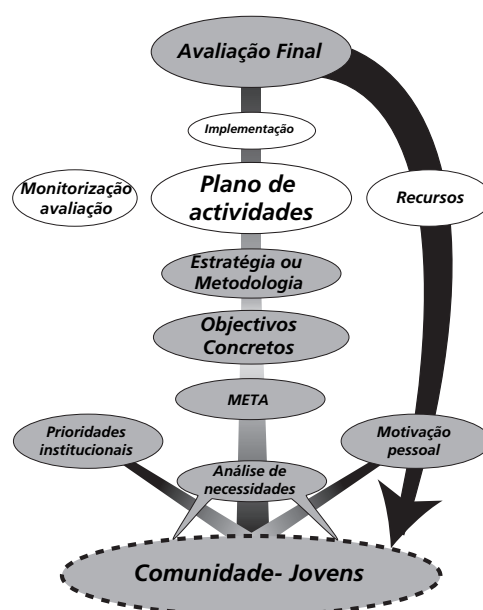 Avaliação Final
Implementação
Monitorização
avaliação
Plano de
actividades
Recursos
Estratégia ou
Metodologia
Objectivos
Concretos
META
Prioridades
institucionais
Motivação
pessoal
Análise de
necessidades
Comunidade- Jovens